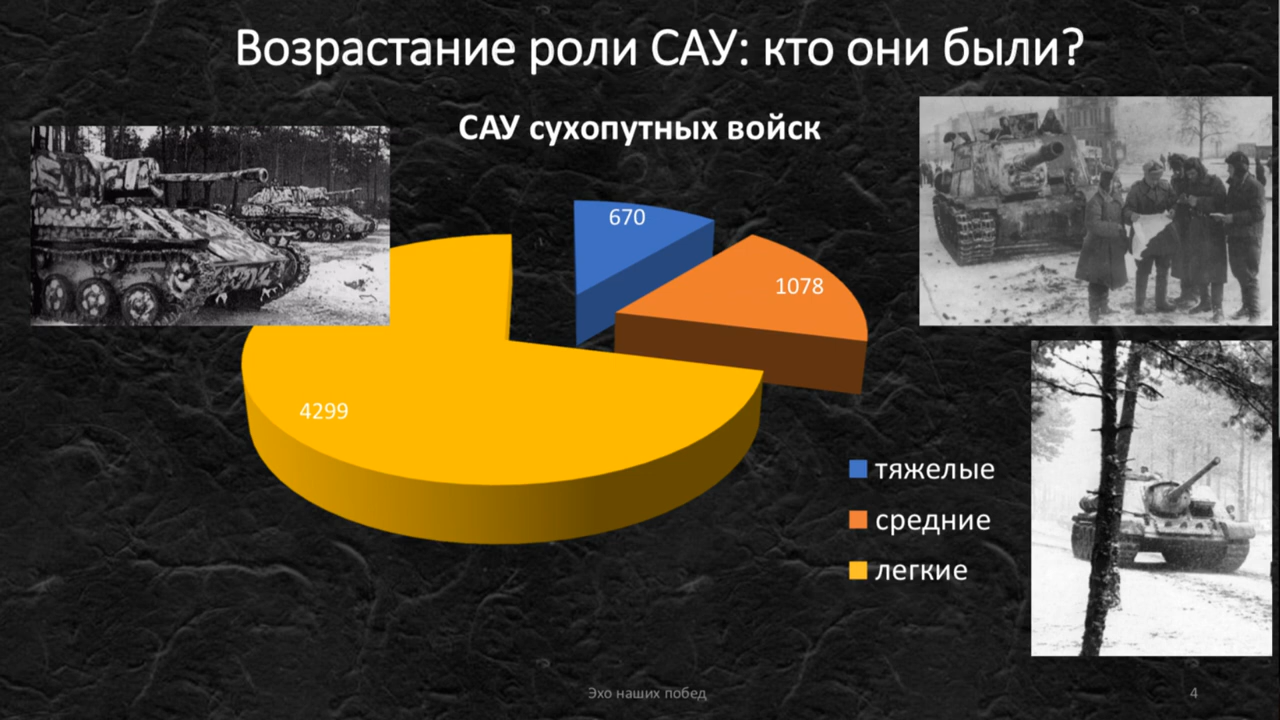 Возрастание роли САУ: кто они были?
САУ сухопутных войск
670
1078
4299
тяжелые
средние
легкие
Эхо наших побед
4